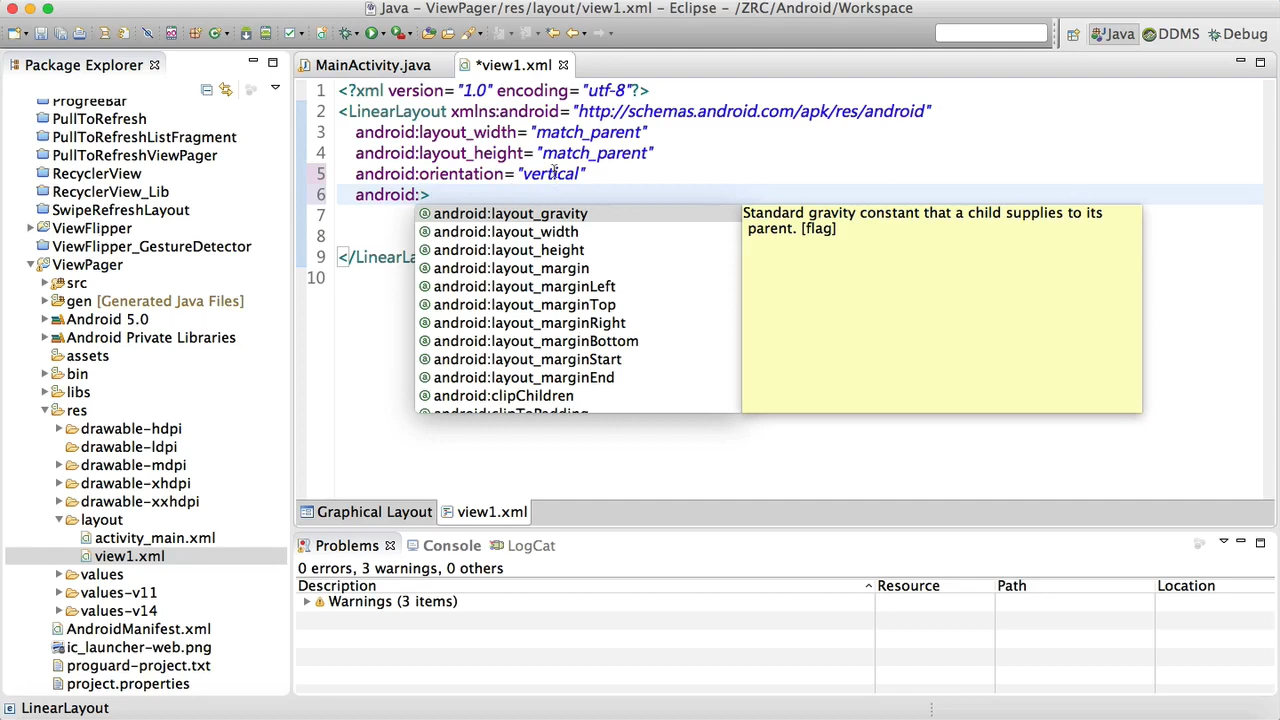 Java - ViewPager/res/layout/view1.xml - Eclipse - /ZRC/Android/Workspace
Java
DDMS
Debug
Package Explorer
ProgreeBar
PullToRefresh
PullToRefreshListFragment
PullToRefreshViewPager
RecyclerView
RecyclerView_Lib
SwipeRefreshLayout
ViewFlipper
ViewFlipper_GestureDetector
ViewPager
src
gen [Generated Java Files]
Android 5.0
Android Private Libraries
assets
bin
libs
res
drawable-hdpi
drawable-ldpi
drawable-mdpi
drawable-xhdpi
drawable-xxhdpi
layout
activity_main.xml
view1.xml
values
values-v11
values-v14
AndroidManifest.xml
ic_launcher-web.png
proguard-project.txt
project.properties
MainActivity.java
*view1.xml
1 <?xml version="1.0" encoding="utf-8"?>
2 <LinearLayout xmlns:android="http://schemas.android.com/apk/res/android"
3 android:layout_width="match_parent"
4 android:layout_height="match_parent"
5 android:orientation="vertical"
6 android:>
7
8
9 </LinearLa
10
android:layout_gravity
android:layout_width
android:layout_height
android:layout_margin
android:layout_marginLeft
android:layout_marginTop
android:layout_marginRight
android:layout_marginBottom
android:layout_marginStart
android:layout_marginEnd
android:clipChildren
android:clipToPadding
Standard gravity constant that a child supplies to its
parent. [flag]
Graphical Layout
view1.xml
Problems
Console
LogCat
0 errors, 3 warnings, 0 others
Description Resource Path Location
Warnings (3 items)
LinearLayout